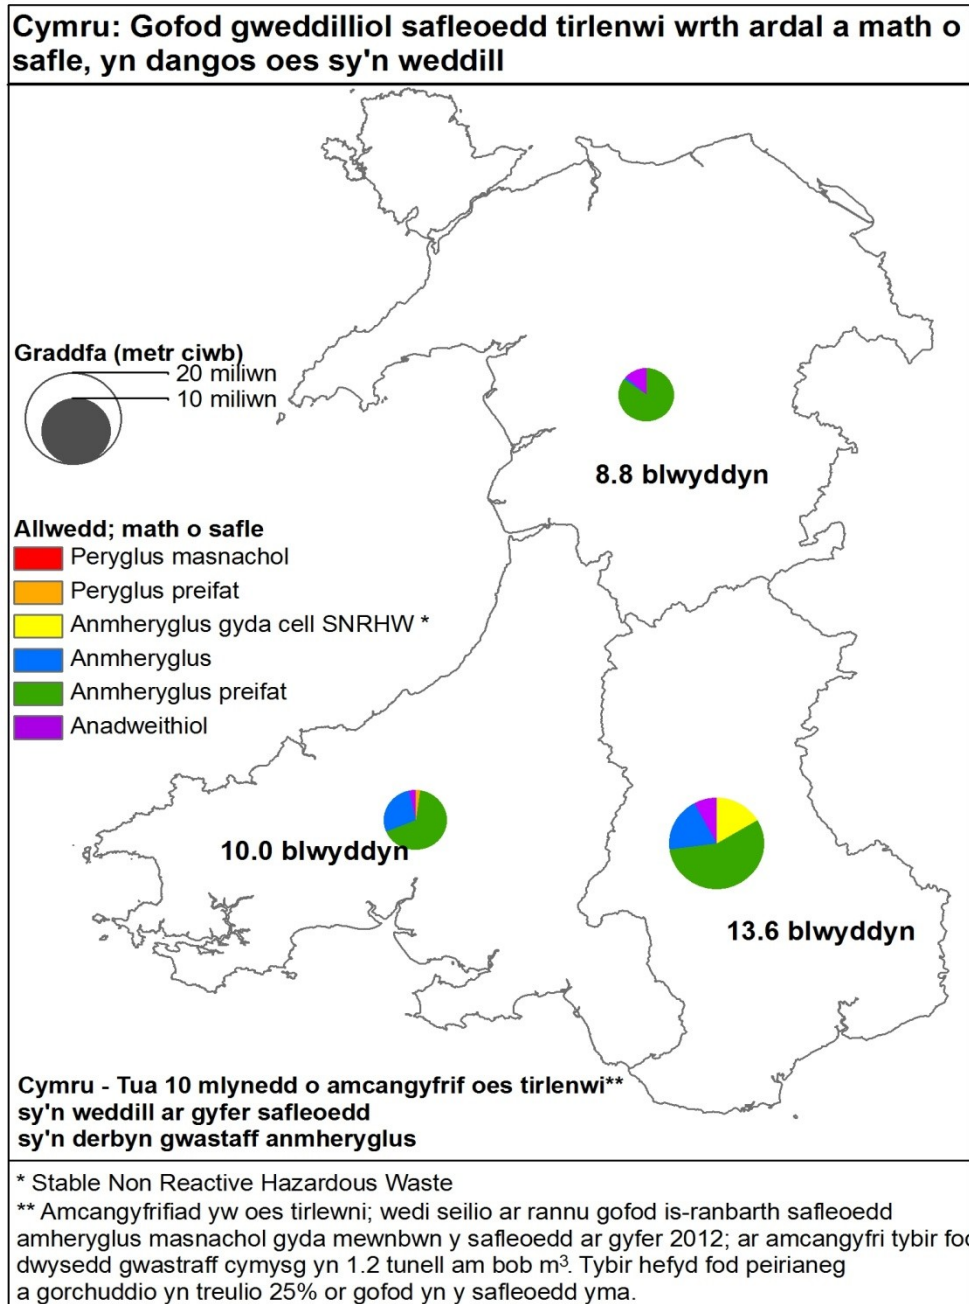 Cymru: Gofod gweddilliol safleoedd tirlenwi wrth ardal a math o
safle, yn dangos oes sy'n weddill
Graddfa (metr ciwb)
20 miliwn
10 miliwn
8.8 blwyddyn
Allwedd; math o safle
Peryglus masnachol
Peryglus preifat
Anmheryglus gyda cell SNRHW *
Anmheryglus
Anmheryglus preifat
Anadweithiol
10.0 blwyddyn
13.6 blwyddyn
Cymru - Tua 10 mlynedd o amcangyfrif oes tirlenwi**
sy'n weddill ar gyfer safleoedd
sy'n derbyn gwastaff anmheryglus
* Stable Non Reactive Hazardous Waste
** Amcangyfrifiad yw oes tirlewni; wedi seilio ar rannu gofod is-ranbarth safleoedd
amheryglus masnachol gyda mewnbwn y safleoedd ar gyfer 2012; ar amcangyfri tybir fod
dwysedd gwastraff cymysg yn 1.2 tunell am bob m³. Tybir hefyd fod peirianeg
a gorchuddio yn treulio 25% or gofod yn y safleoedd yma.